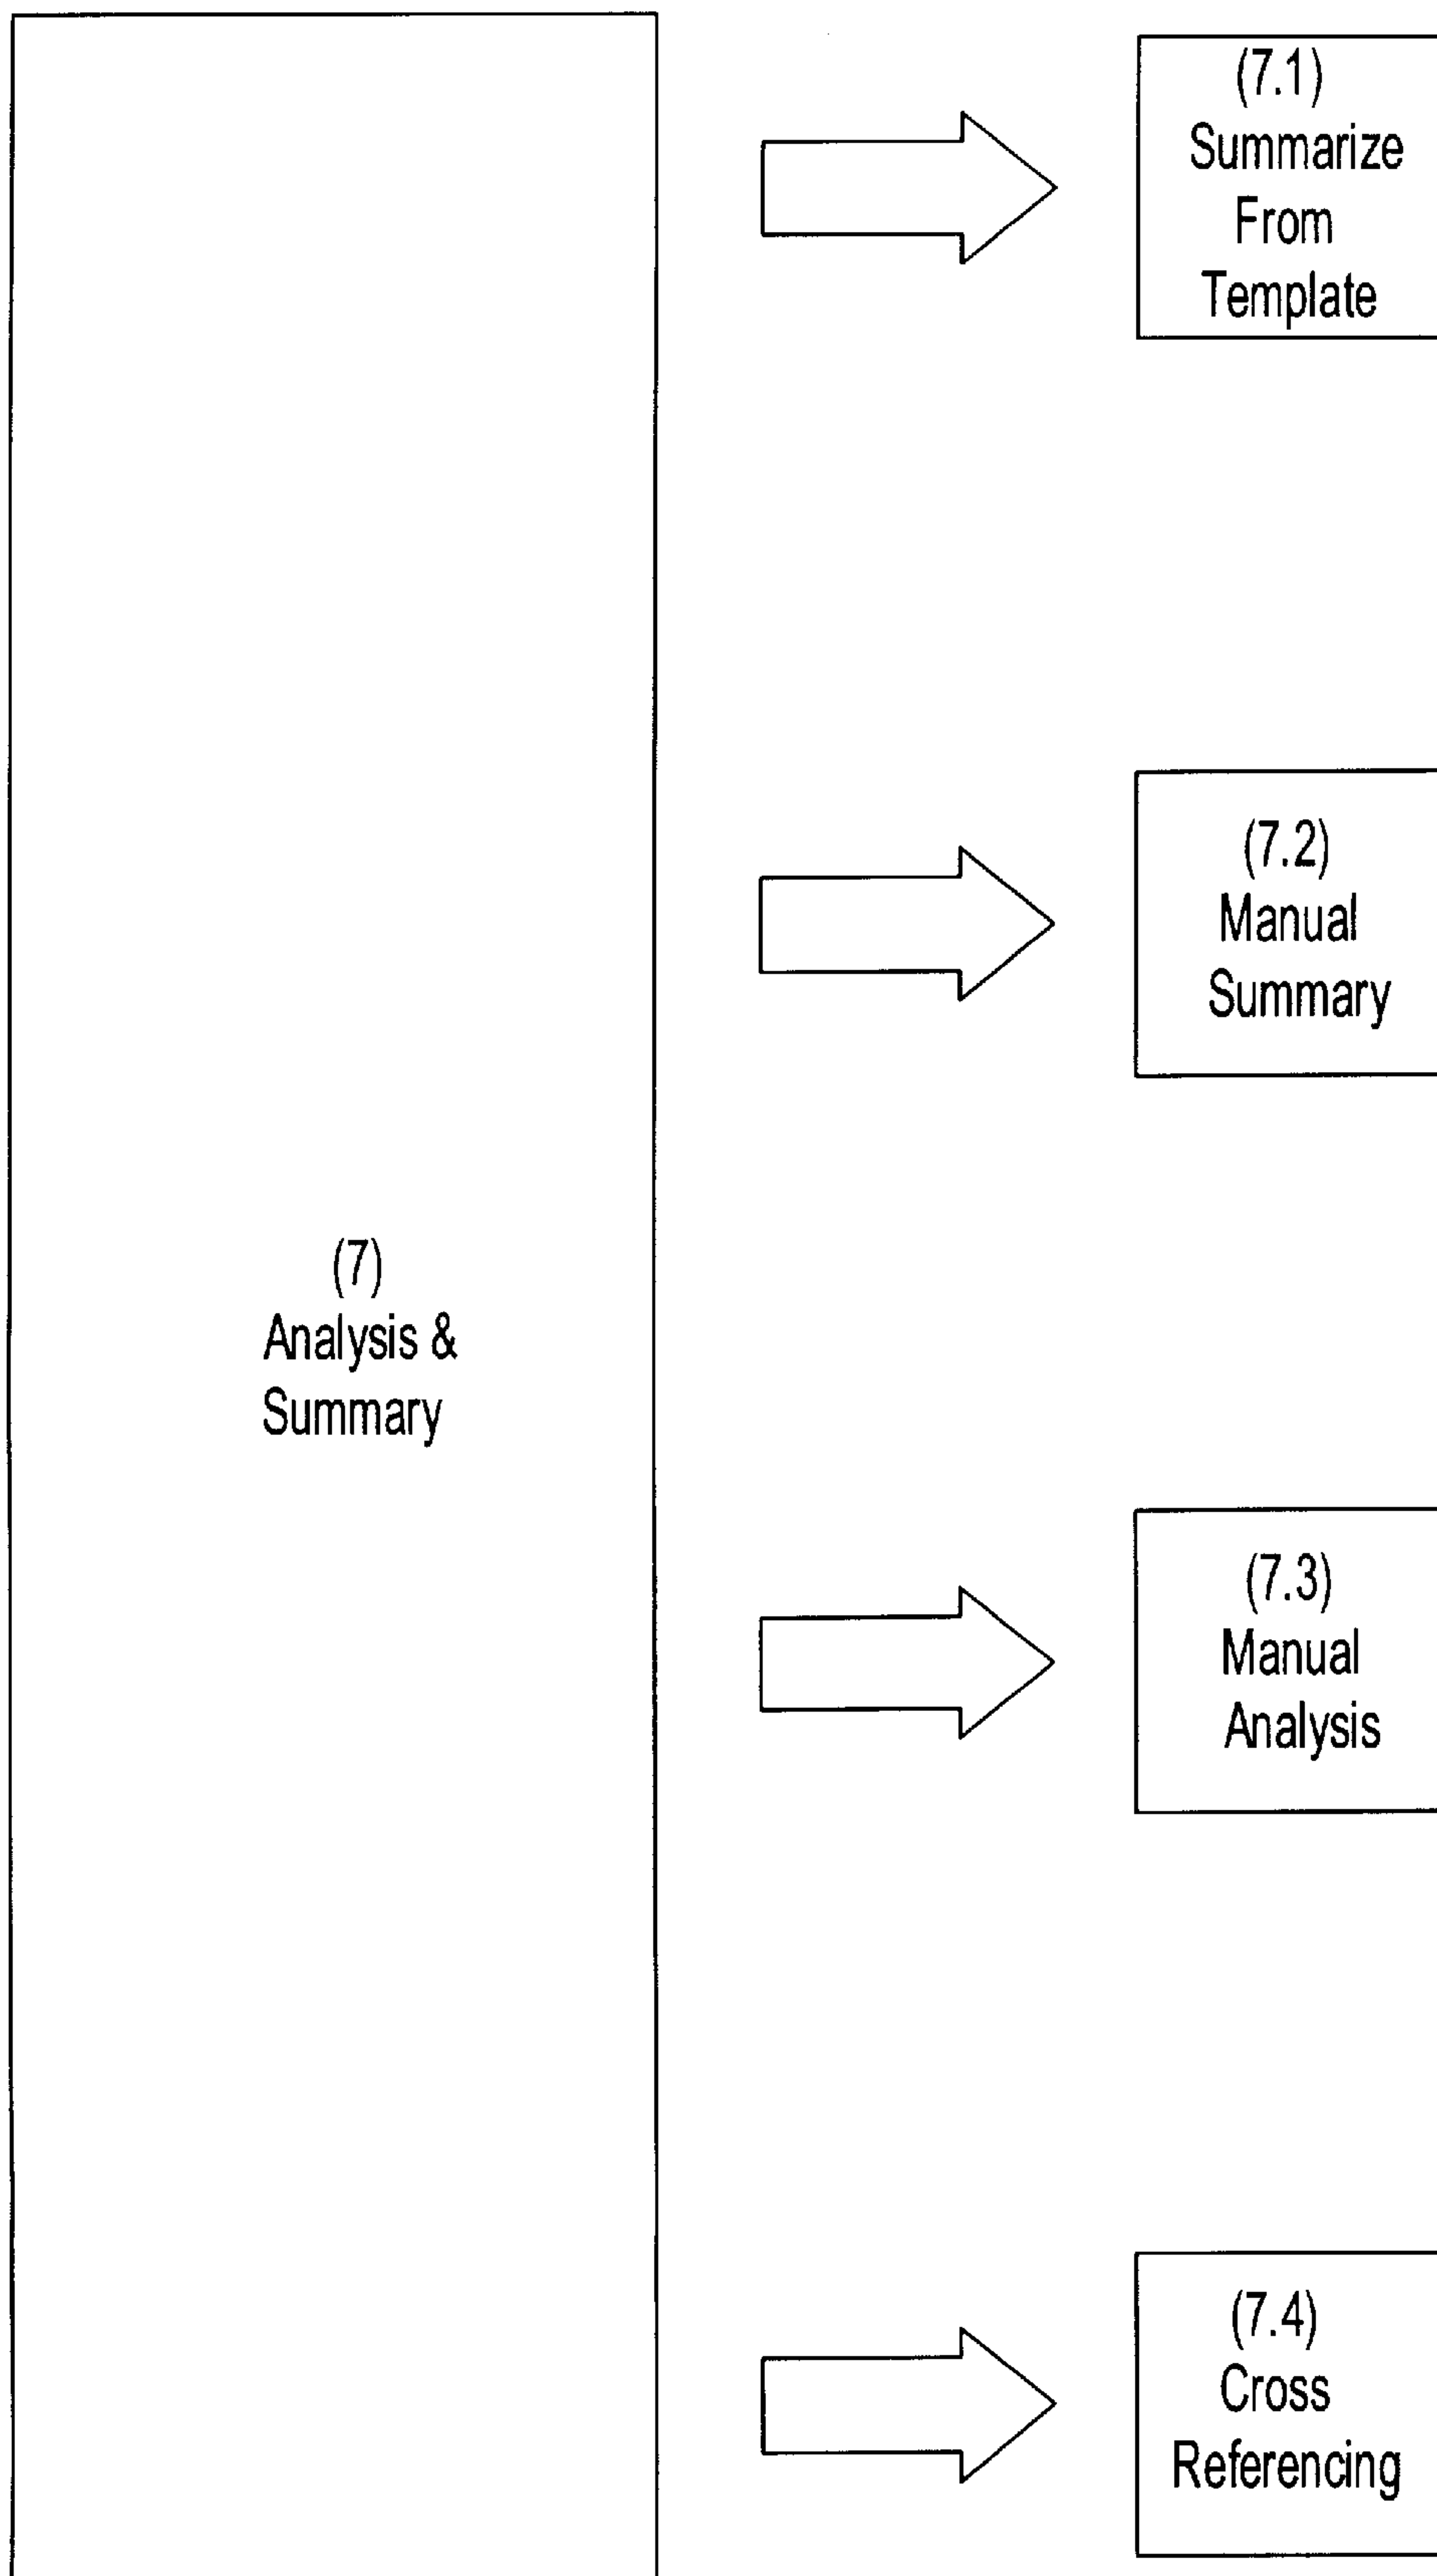 (7.1)
Summarize
From
Template
(7.2)
Manual
Summary
(7)
Analysis &
Summary
(7.3)
Manual
Analysis
(7.4)
Cross
Referencing